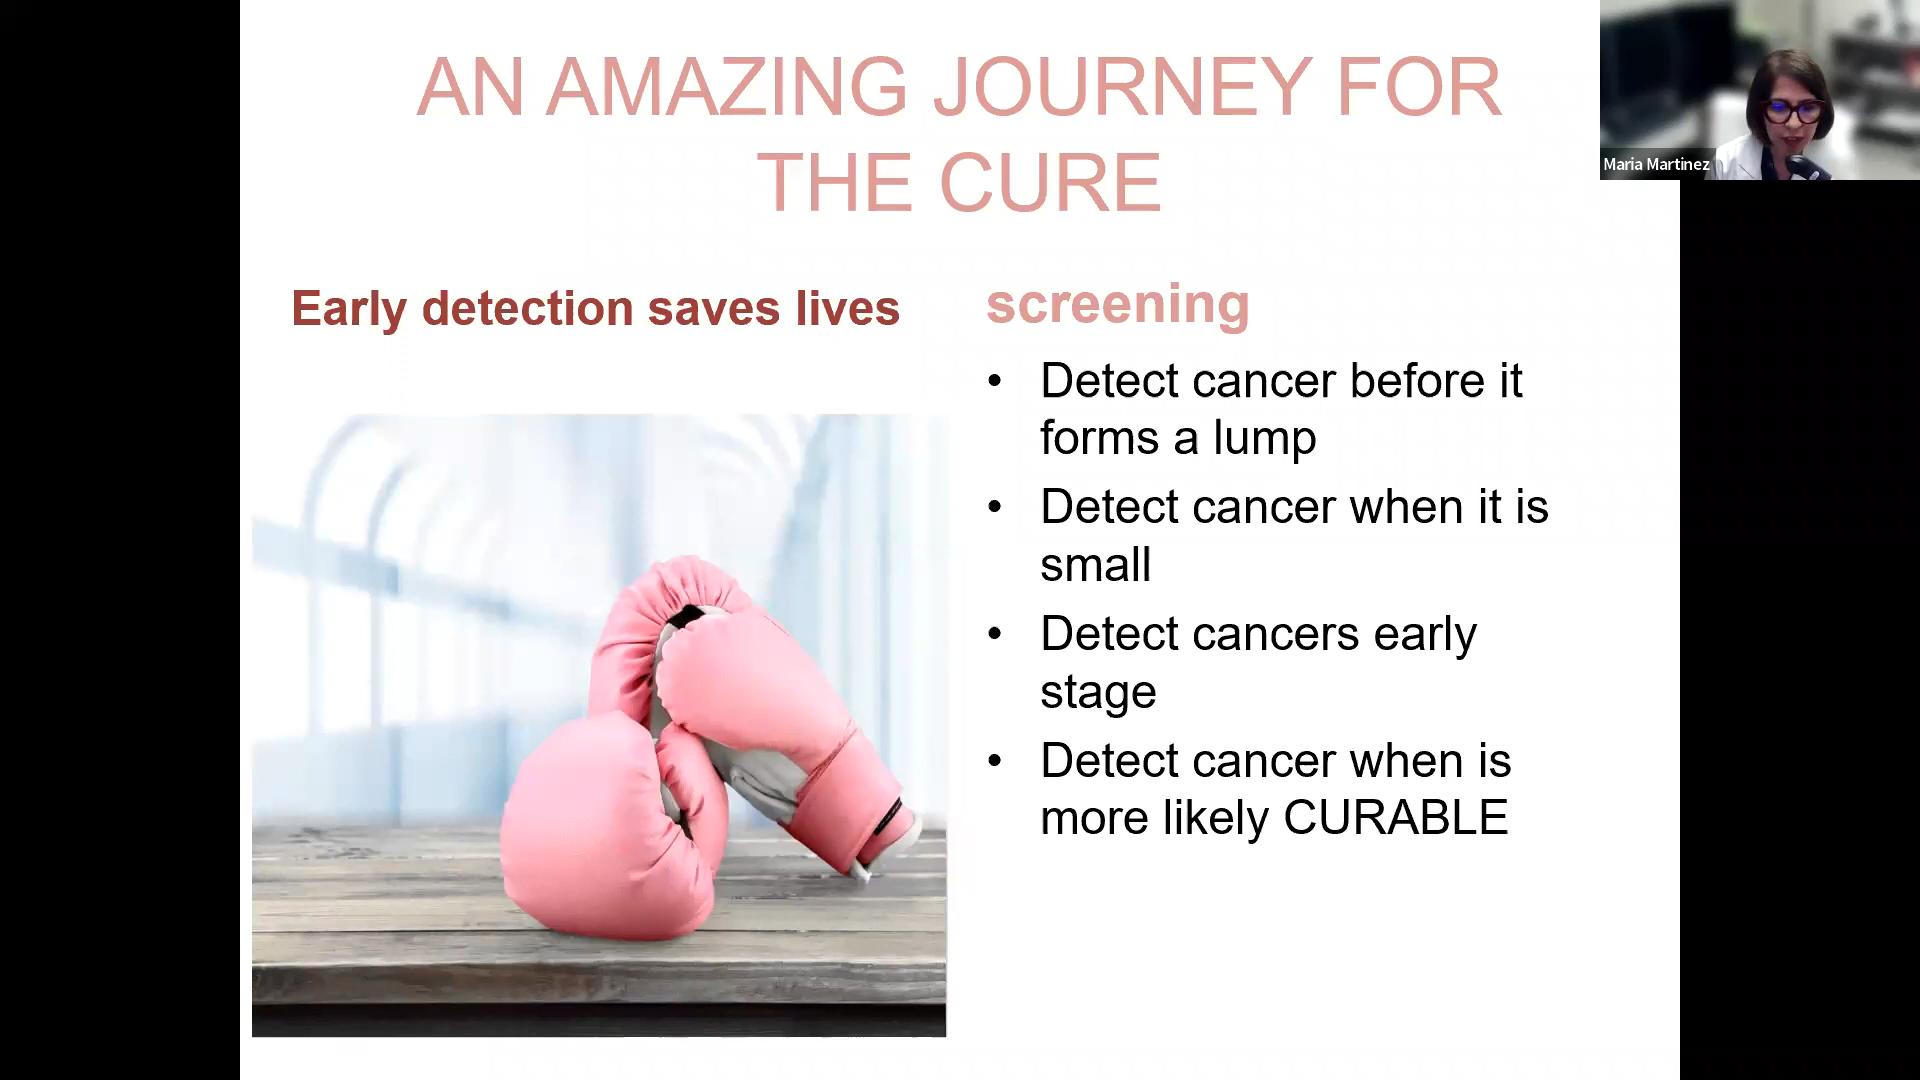 AN AMAZING JOURNEY FOR
THE CURE
Maria Martinez
Early detection saves lives
screening
• Detect cancer before it
forms a lump
• Detect cancer when it is
small
• Detect cancers early
stage
• Detect cancer when is
more likely CURABLE